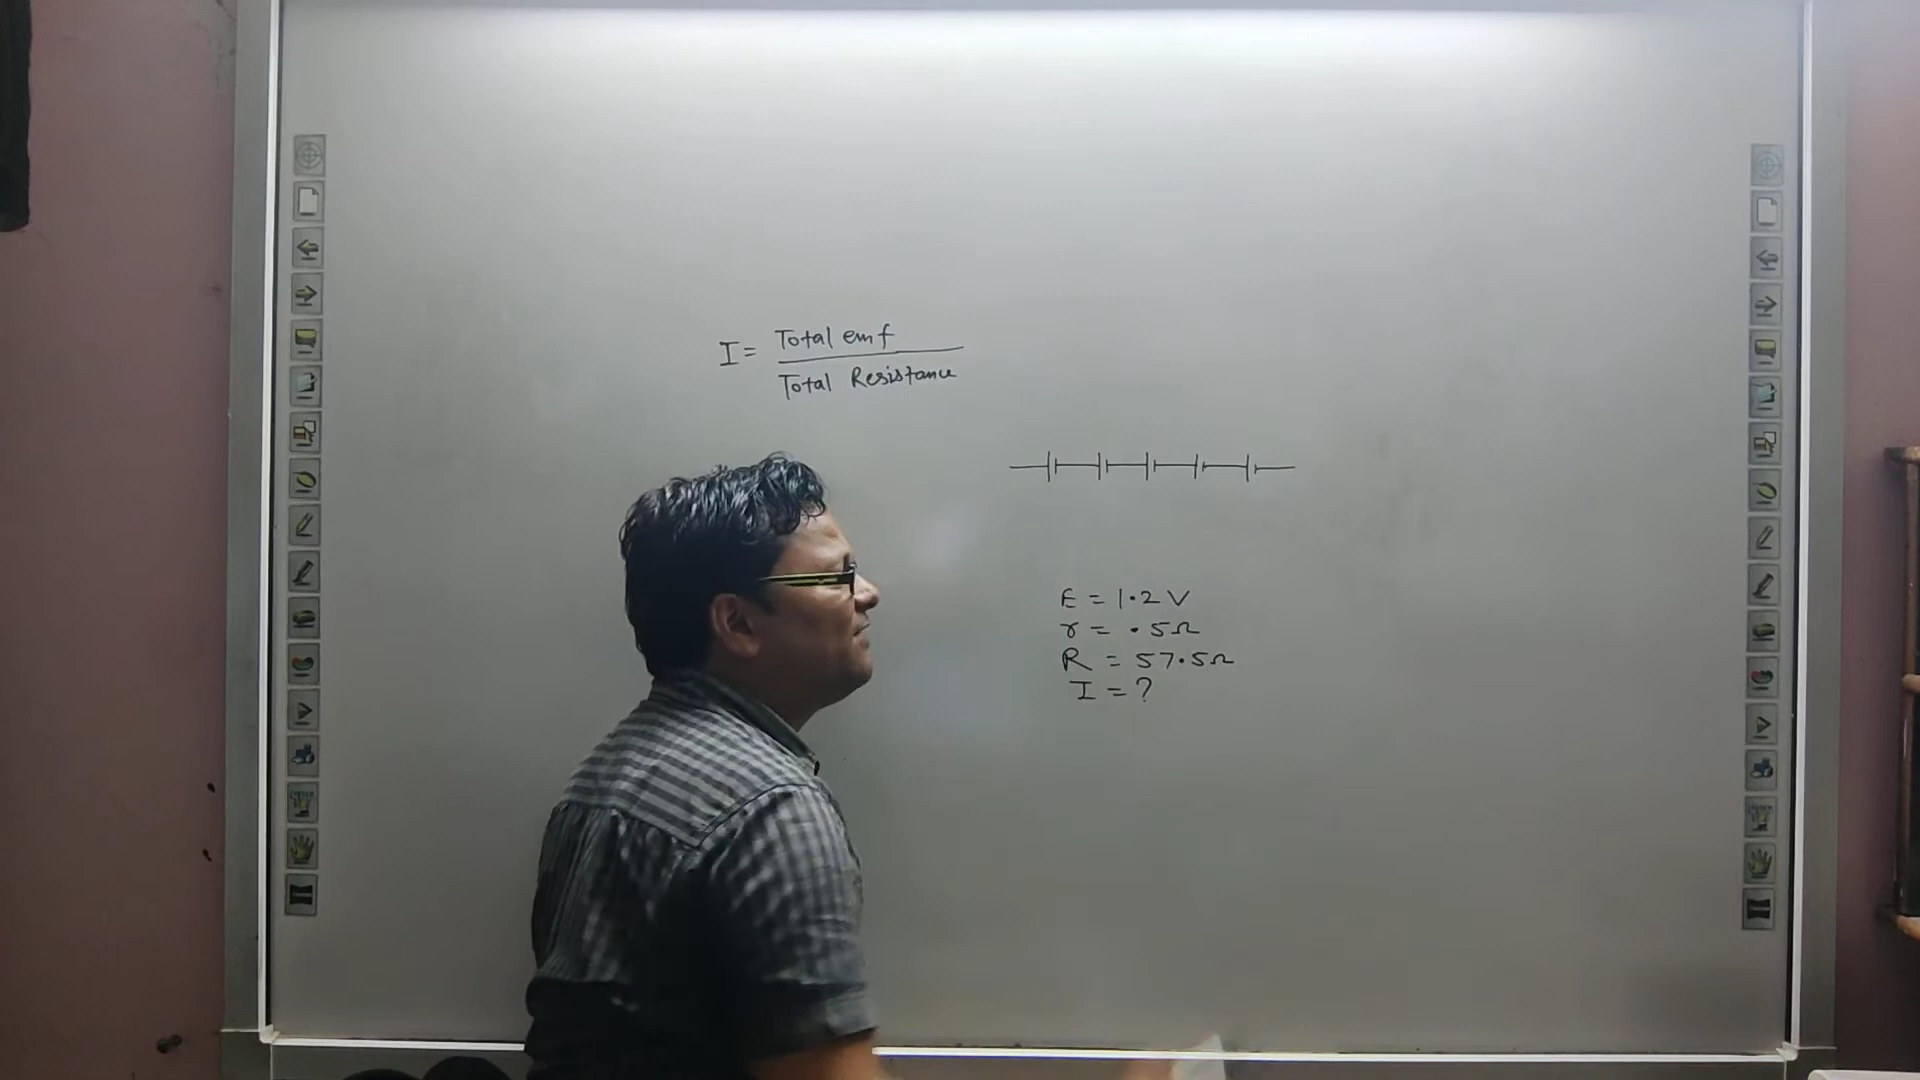 I = Total emf
Total Resistance
E = 1.2 V
r = .5Ω
R = 57.5Ω
I = ?